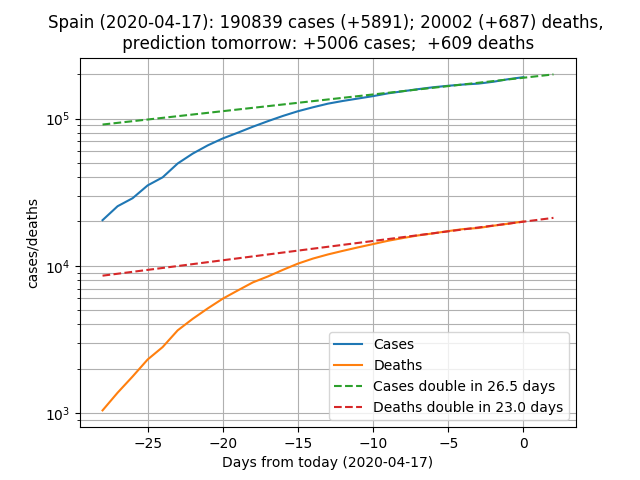 Spain (2020-04-17): 190839 cases (+5891); 20002 (+687) deaths,
prediction tomorrow: +5006 cases;  +609 deaths
cases/deaths
10^5
10^4
10^3
Cases
Deaths
Cases double in 26.5 days
Deaths double in 23.0 days
−25 −20 −15 −10 −5 0
Days from today (2020-04-17)